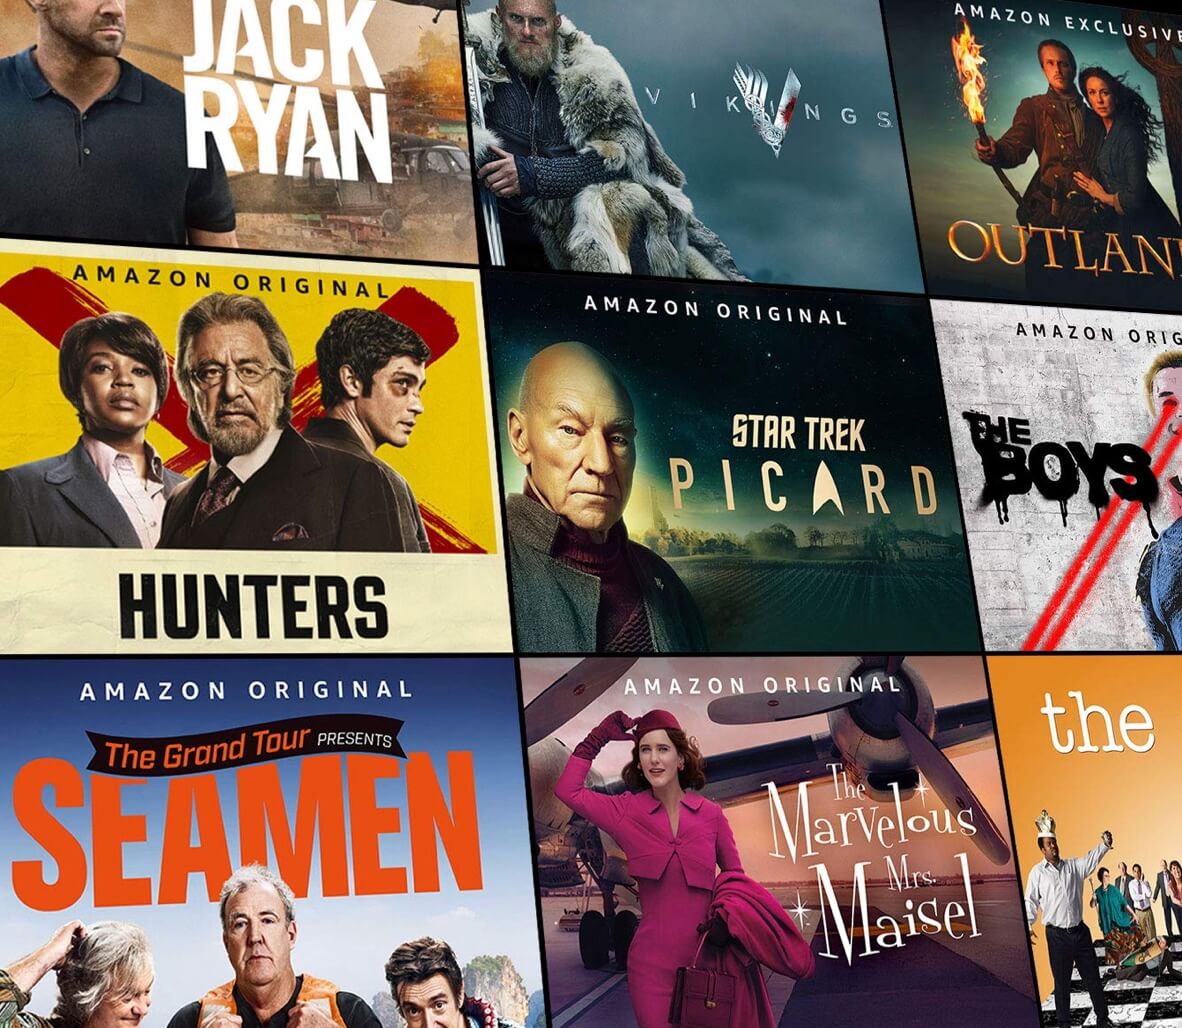 JACK
RYAN
VIKINGS
AMAZON EXCLUSIVE
OUTLAN
AMAZON ORIGINAL
HUNTERS
AMAZON ORIGINAL
STAR TREK
PICARD
AMAZON ORIG
THE
BOYS
AMAZON ORIGINAL
The Grand Tour PRESENTS
SEAMEN
AMAZON ORIGINAL
The
Marvelous
Mrs.
Maisel
the